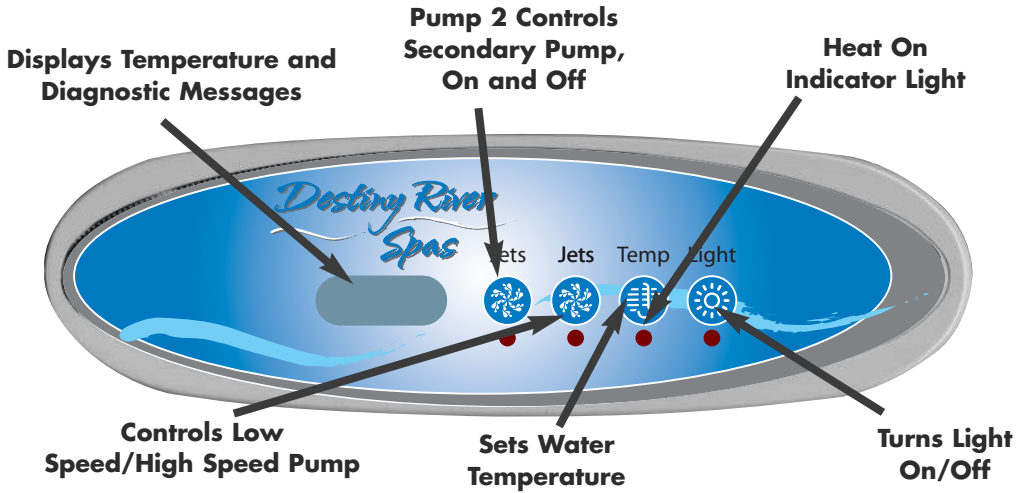 Pump 2 Controls
Secondary Pump,
On and Off
Heat On
Indicator Light
Displays Temperature and
Diagnostic Messages
Destiny River
Spas
Jets Jets Temp Light
Controls Low
Speed/High Speed Pump
Sets Water
Temperature
Turns Light
On/Off